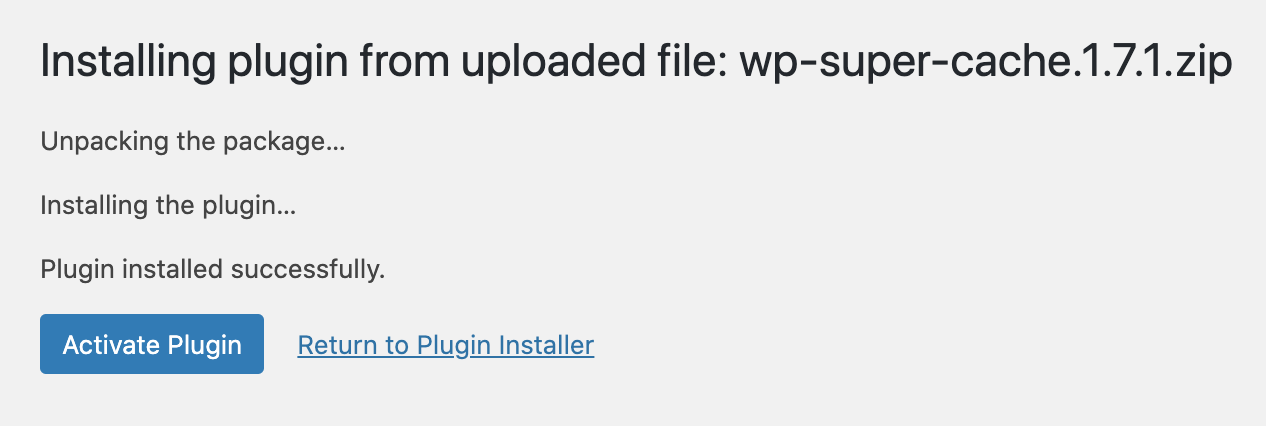 Installing plugin from uploaded file: wp-super-cache.1.7.1.zip
Unpacking the package...
Installing the plugin...
Plugin installed successfully.
Activate Plugin Return to Plugin Installer